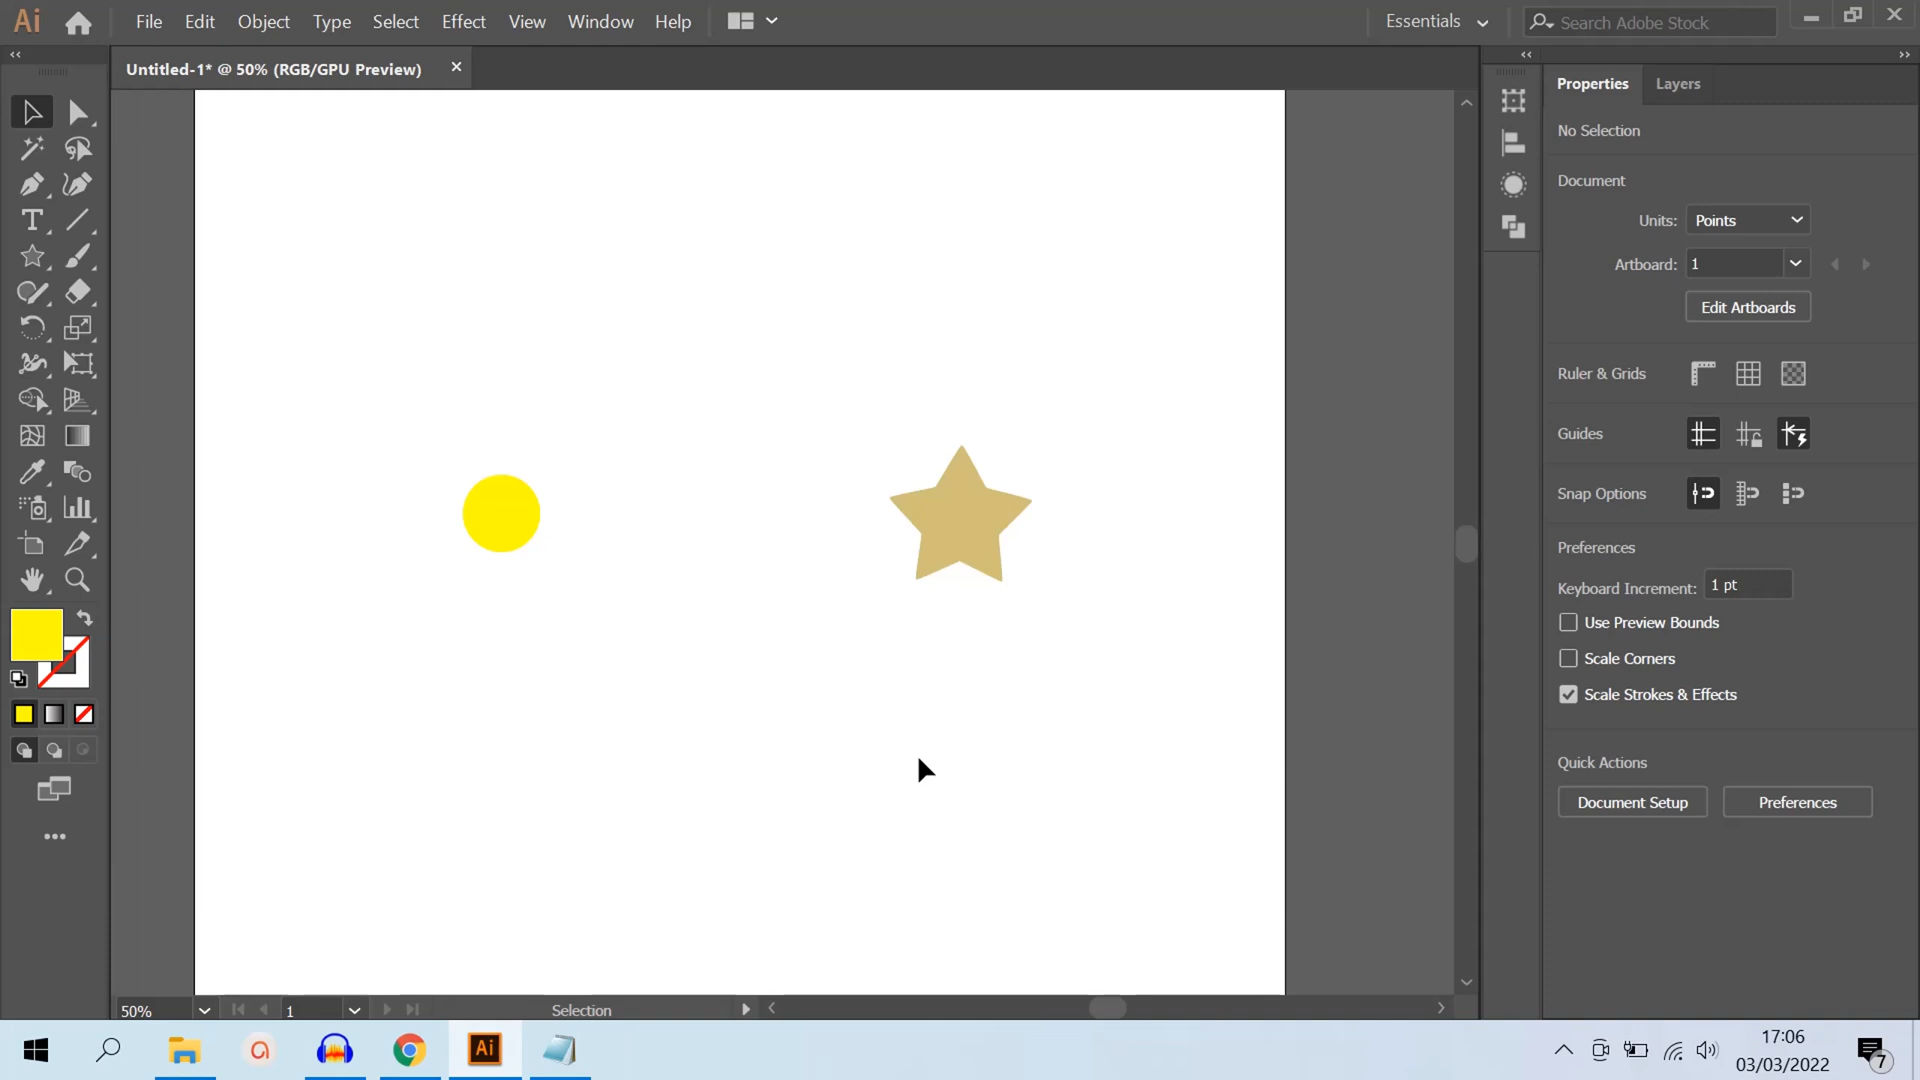 Ai File Edit Object Type Select Effect View Window Help Essentials Search Adobe Stock
Untitled-1* @ 50% (RGB/GPU Preview)
Properties Layers
No Selection
Document
Units: Points
Artboard: 1
Edit Artboards
Ruler & Grids
Guides
Snap Options
Preferences
Keyboard Increment: 1 pt
Use Preview Bounds
Scale Corners
Scale Strokes & Effects
Quick Actions
Document Setup Preferences
50% 1 Selection
Ai
17:06
03/03/2022
7